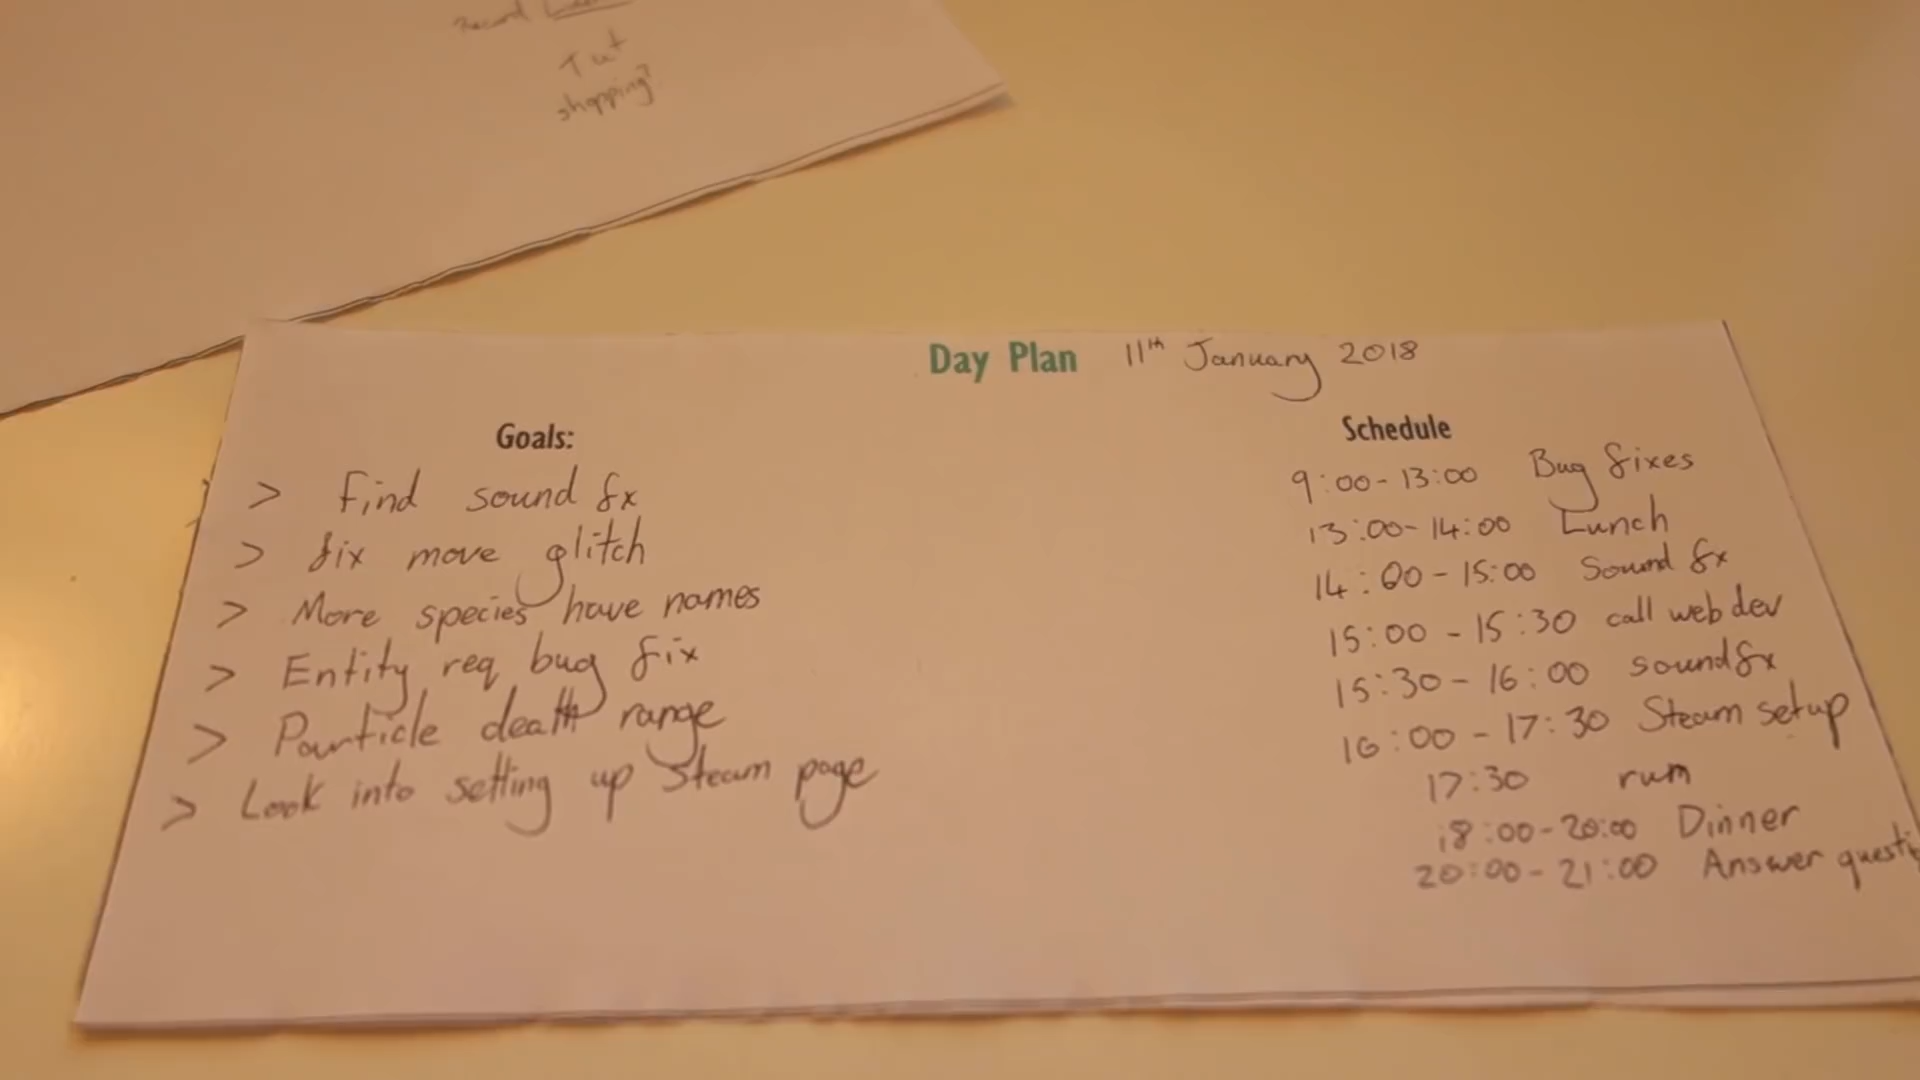 Record
Tut
shopping?
Day Plan 11th January 2018
Goals:
> Find sound fx
> fix move glitch
> More species have names
> Entity req bug fix
> Particle death range
> Look into setting up Steam page
Schedule
9:00 - 13:00 Bug fixes
13:00 - 14:00 Lunch
14:00 - 15:00 Sound fx
15:00 - 15:30 call web dev
15:30 - 16:00 sound fx
16:00 - 17:30 Steam setup
17:30 run
18:00 - 20:00 Dinner
20:00 - 21:00 Answer questi